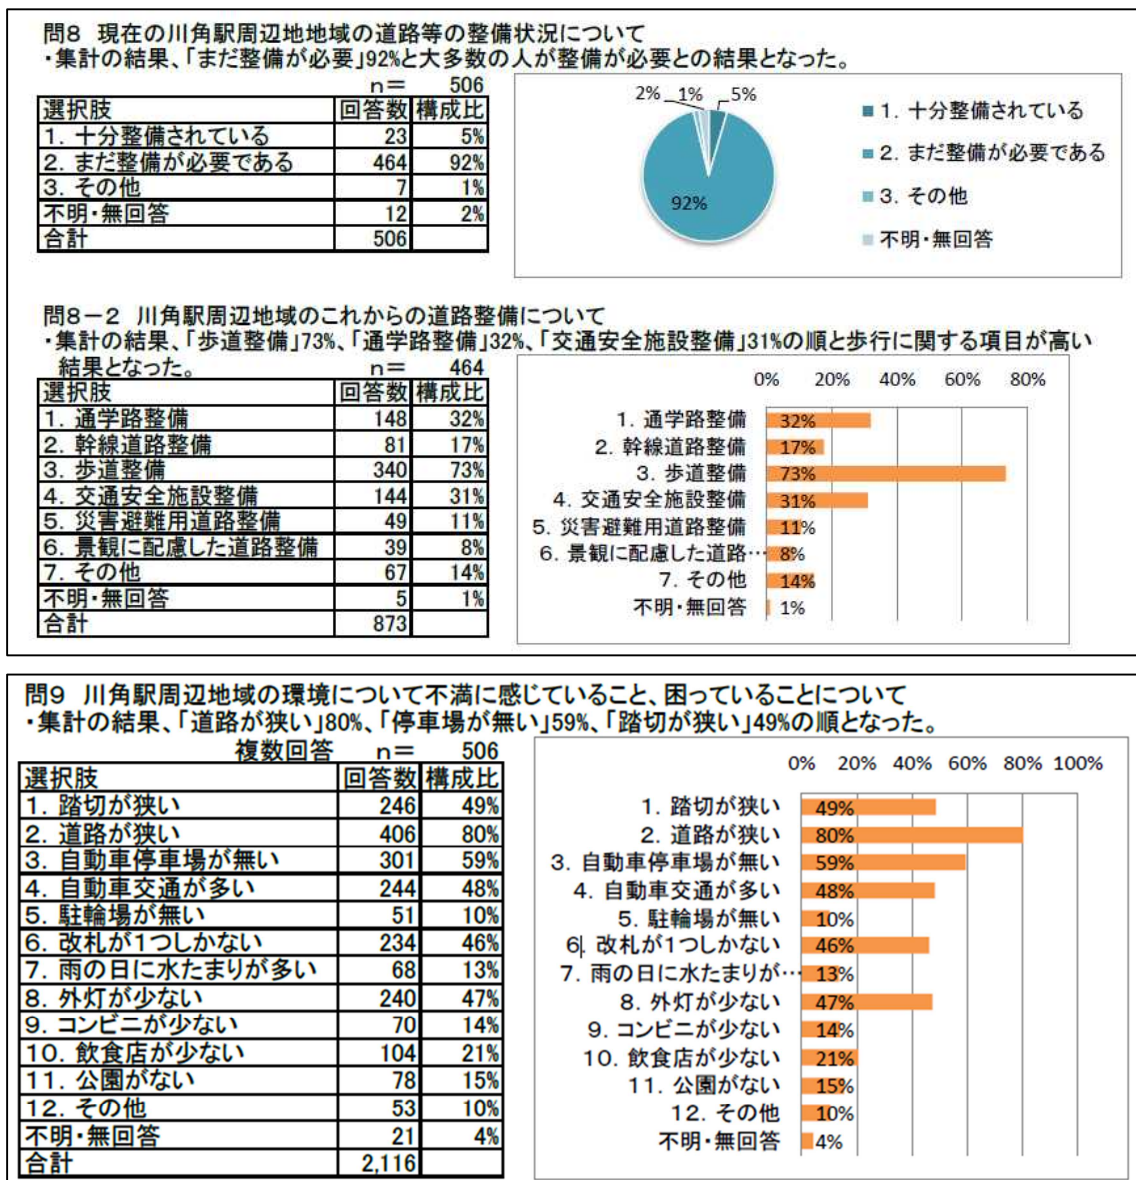 問8 現在の川角駅周辺地地域の道路等の整備状況について
・集計の結果、「まだ整備が必要」92%と大多数の人が整備が必要との結果となった。
n＝ 506
選択肢 回答数 構成比
1．十分整備されている 23 5%
2．まだ整備が必要である 464 92%
3．その他 7 1%
不明・無回答 12 2%
合計 506
2% 1% 5%
92%
1．十分整備されている
2．まだ整備が必要である
3．その他
不明・無回答
問8－2 川角駅周辺地域のこれからの道路整備について
・集計の結果、「歩道整備」73%、「通学路整備」32%、「交通安全施設整備」31%の順と歩行に関する項目が高い
結果となった。 n＝ 464
選択肢 回答数 構成比
1．通学路整備 148 32%
2．幹線道路整備 81 17%
3．歩道整備 340 73%
4．交通安全施設整備 144 31%
5．災害避難用道路整備 49 11%
6．景観に配慮した道路整備 39 8%
7．その他 67 14%
不明・無回答 5 1%
合計 873
0% 20% 40% 60% 80%
1．通学路整備 32%
2．幹線道路整備 17%
3．歩道整備 73%
4．交通安全施設整備 31%
5．災害避難用道路整備 11%
6．景観に配慮した道路… 8%
7．その他 14%
不明・無回答 1%
問9 川角駅周辺地域の環境について不満に感じていること、困っていることについて
・集計の結果、「道路が狭い」80%、「停車場が無い」59%、「踏切が狭い」49%の順となった。
複数回答 n＝ 506
選択肢 回答数 構成比
1．踏切が狭い 246 49%
2．道路が狭い 406 80%
3．自動車停車場が無い 301 59%
4．自動車交通が多い 244 48%
5．駐輪場が無い 51 10%
6．改札が1つしかない 234 46%
7．雨の日に水たまりが多い 68 13%
8．外灯が少ない 240 47%
9．コンビニが少ない 70 14%
10．飲食店が少ない 104 21%
11．公園がない 78 15%
12．その他 53 10%
不明・無回答 21 4%
合計 2,116
0% 20% 40% 60% 80% 100%
1．踏切が狭い 49%
2．道路が狭い 80%
3．自動車停車場が無い 59%
4．自動車交通が多い 48%
5．駐輪場が無い 10%
6．改札が1つしかない 46%
7．雨の日に水たまりが… 13%
8．外灯が少ない 47%
9．コンビニが少ない 14%
10．飲食店が少ない 21%
11．公園がない 15%
12．その他 10%
不明・無回答 4%